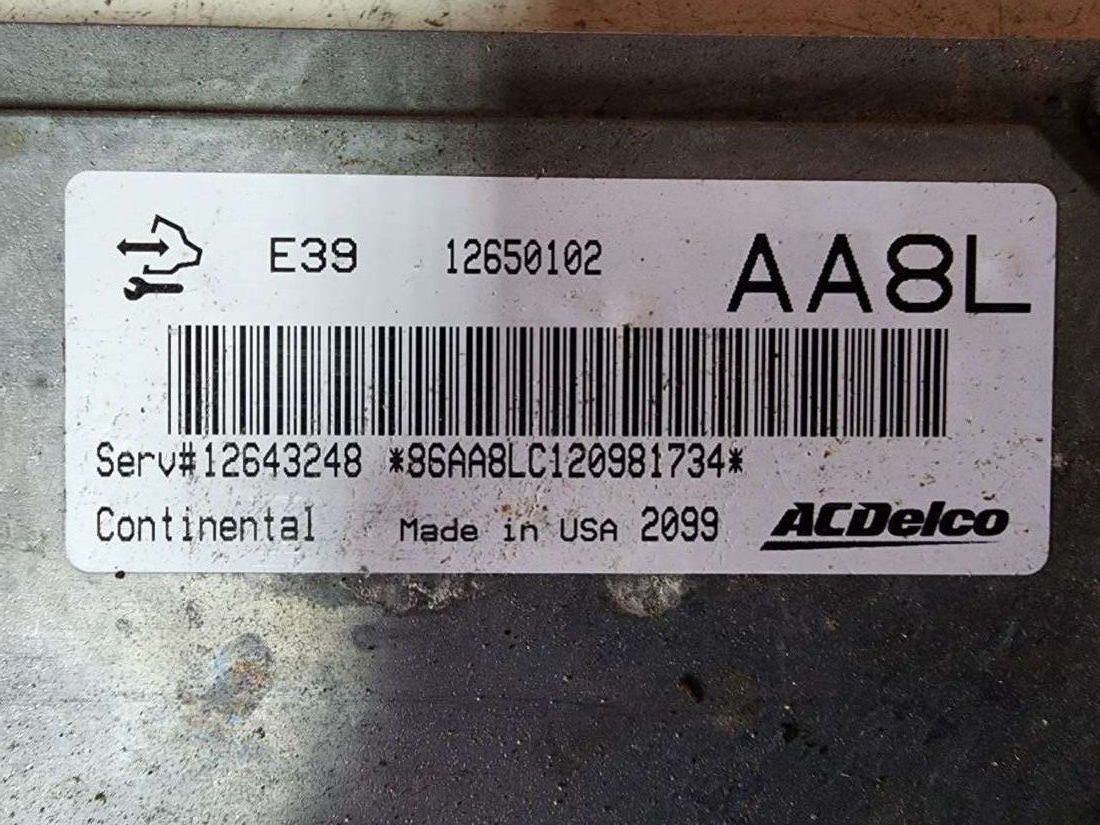 E39 12650102 AA8L
Serv#12643248 *86AA8LC120981734*
Continental Made in USA 2099 ACDelco